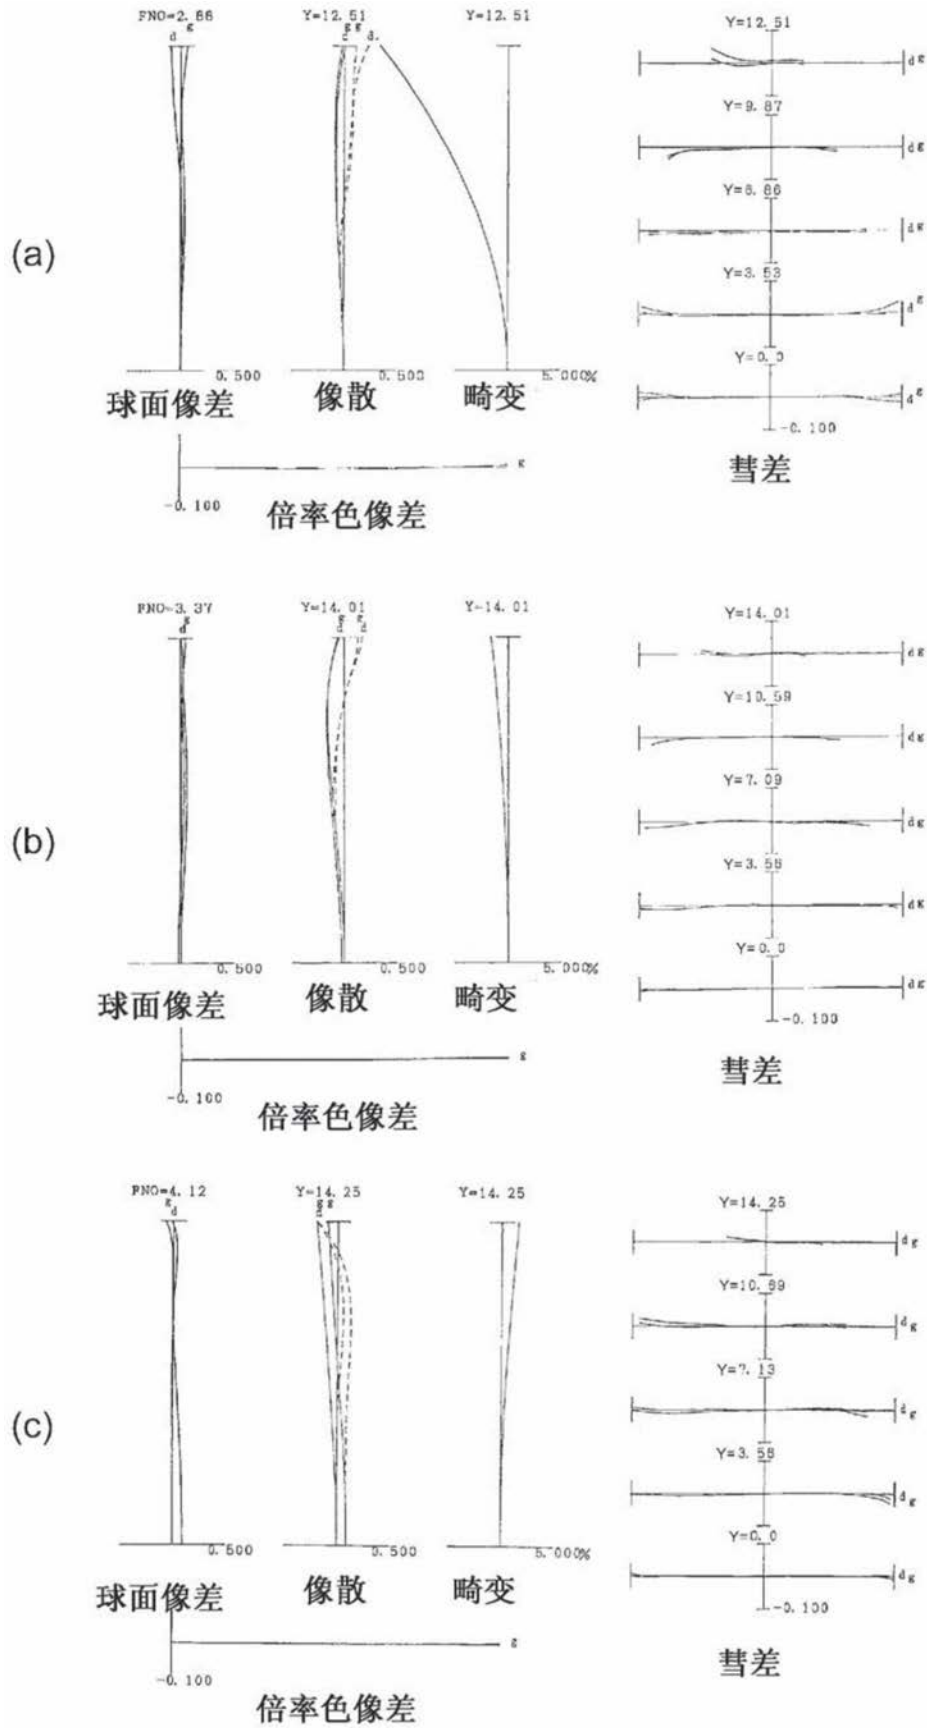 (a)
FNO=2.86
d g
0.500
球面像差
Y=12.51
g g d
0.500
像散
Y=12.51
5.000%
畸变
Y=12.51
d g
Y=9.87
d g
Y=6.86
d g
Y=3.53
d g
Y=0.0
d g
-0.100
彗差
g
-0.100
倍率色像差
(b)
FNO=3.37
g
d
0.500
球面像差
Y=14.01
g g
d d
0.500
像散
Y=14.01
5.000%
畸变
Y=14.01
d g
Y=10.59
d g
Y=7.09
d g
Y=3.56
d g
Y=0.0
d g
-0.100
彗差
g
-0.100
倍率色像差
(c)
FNO=4.12
g
d
0.500
球面像差
Y=14.25
g g
d
0.500
像散
Y=14.25
5.000%
畸变
Y=14.25
d g
Y=10.69
d g
Y=7.13
d g
Y=3.56
d g
Y=0.0
d g
-0.100
彗差
g
-0.100
倍率色像差